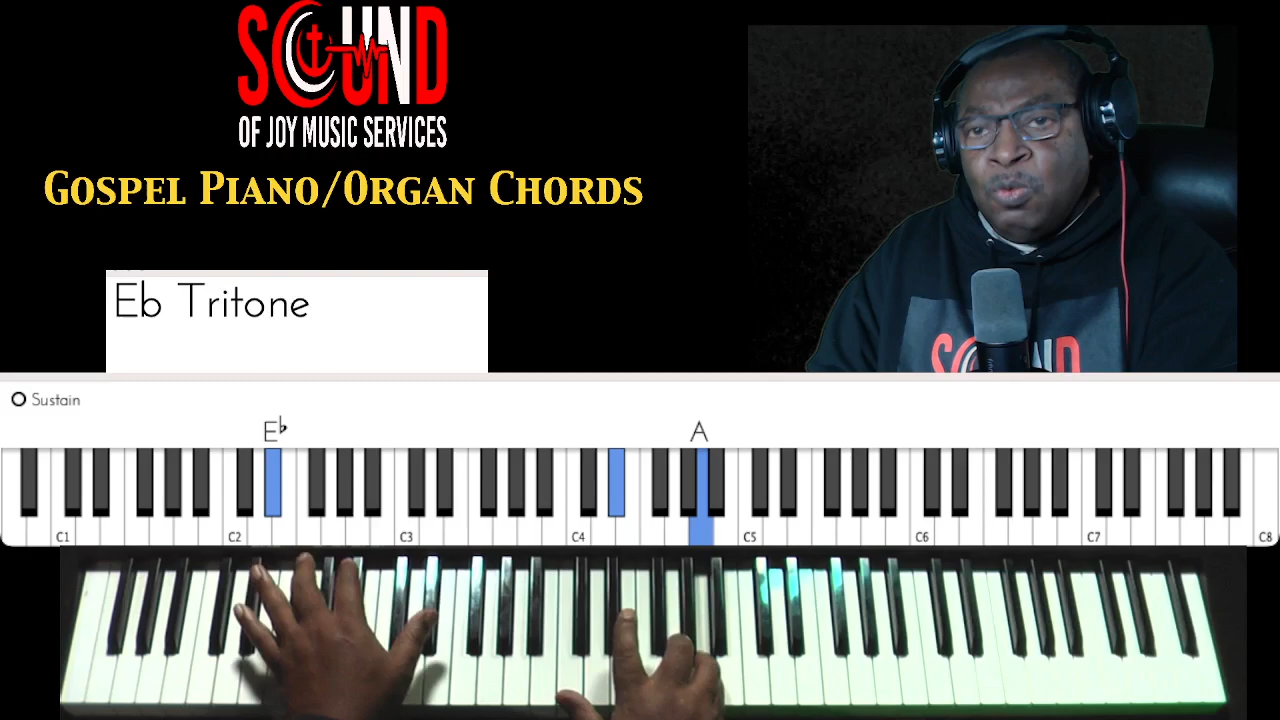 SOUND
OF JOY MUSIC SERVICES
GOSPEL PIANO/ORGAN CHORDS
Eb Tritone
Sustain
E♭ A
C1 C2 C3 C4 C5 C6 C7 C8
SOUND